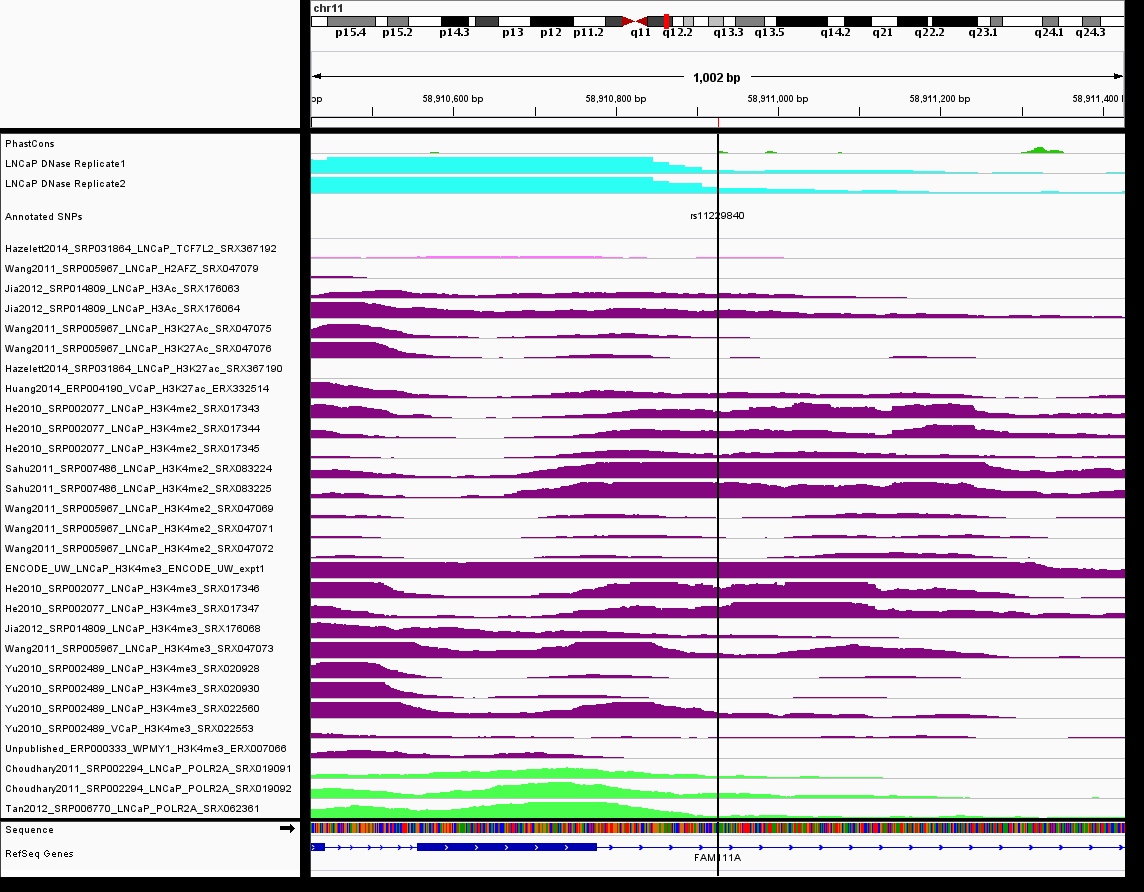 chr11
p15.4 p15.2 p14.3 p13 p12 p11.2 q11 q12.2 q13.3 q13.5 q14.2 q21 q22.2 q23.1 q24.1 q24.3
1,002 bp
bp 58,910,600 bp 58,910,800 bp 58,911,000 bp 58,911,200 bp 58,911,400 b
PhastCons
LNCaP DNase Replicate1
LNCaP DNase Replicate2
Annotated SNPs rs11229840
Hazelett2014_SRP031864_LNCaP_TCF7L2_SRX367192
Wang2011_SRP005967_LNCaP_H2AFZ_SRX047079
Jia2012_SRP014809_LNCaP_H3Ac_SRX176063
Jia2012_SRP014809_LNCaP_H3Ac_SRX176064
Wang2011_SRP005967_LNCaP_H3K27Ac_SRX047075
Wang2011_SRP005967_LNCaP_H3K27Ac_SRX047076
Hazelett2014_SRP031864_LNCaP_H3K27ac_SRX367190
Huang2014_ERP004190_VCaP_H3K27ac_ERX332514
He2010_SRP002077_LNCaP_H3K4me2_SRX017343
He2010_SRP002077_LNCaP_H3K4me2_SRX017344
He2010_SRP002077_LNCaP_H3K4me2_SRX017345
Sahu2011_SRP007486_LNCaP_H3K4me2_SRX083224
Sahu2011_SRP007486_LNCaP_H3K4me2_SRX083225
Wang2011_SRP005967_LNCaP_H3K4me2_SRX047069
Wang2011_SRP005967_LNCaP_H3K4me2_SRX047071
Wang2011_SRP005967_LNCaP_H3K4me2_SRX047072
ENCODE_UW_LNCaP_H3K4me3_ENCODE_UW_expt1
He2010_SRP002077_LNCaP_H3K4me3_SRX017346
He2010_SRP002077_LNCaP_H3K4me3_SRX017347
Jia2012_SRP014809_LNCaP_H3K4me3_SRX176068
Wang2011_SRP005967_LNCaP_H3K4me3_SRX047073
Yu2010_SRP002489_LNCaP_H3K4me3_SRX020928
Yu2010_SRP002489_LNCaP_H3K4me3_SRX020930
Yu2010_SRP002489_LNCaP_H3K4me3_SRX022560
Yu2010_SRP002489_VCaP_H3K4me3_SRX022553
Unpublished_ERP000333_WPMY1_H3K4me3_ERX007066
Choudhary2011_SRP002294_LNCaP_POLR2A_SRX019091
Choudhary2011_SRP002294_LNCaP_POLR2A_SRX019092
Tan2012_SRP006770_LNCaP_POLR2A_SRX062361
Sequence
RefSeq Genes
FAM111A